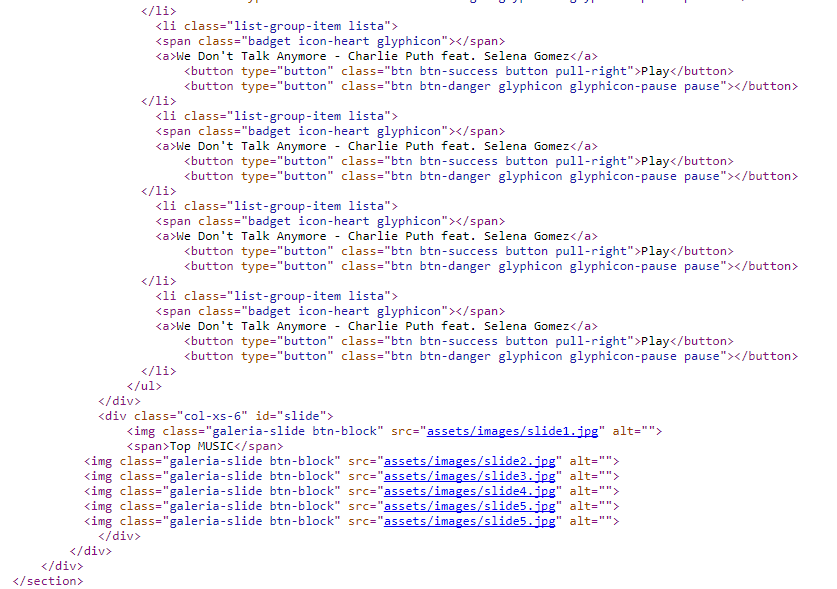 </li>
<li class="list-group-item lista">
<span class="badget icon-heart glyphicon"></span>
<a>We Don't Talk Anymore - Charlie Puth feat. Selena Gomez</a>
<button type="button" class="btn btn-success button pull-right">Play</button>
<button type="button" class="btn btn-danger glyphicon glyphicon-pause pause"></button>
</li>
<li class="list-group-item lista">
<span class="badget icon-heart glyphicon"></span>
<a>We Don't Talk Anymore - Charlie Puth feat. Selena Gomez</a>
<button type="button" class="btn btn-success button pull-right">Play</button>
<button type="button" class="btn btn-danger glyphicon glyphicon-pause pause"></button>
</li>
<li class="list-group-item lista">
<span class="badget icon-heart glyphicon"></span>
<a>We Don't Talk Anymore - Charlie Puth feat. Selena Gomez</a>
<button type="button" class="btn btn-success button pull-right">Play</button>
<button type="button" class="btn btn-danger glyphicon glyphicon-pause pause"></button>
</li>
<li class="list-group-item lista">
<span class="badget icon-heart glyphicon"></span>
<a>We Don't Talk Anymore - Charlie Puth feat. Selena Gomez</a>
<button type="button" class="btn btn-success button pull-right">Play</button>
<button type="button" class="btn btn-danger glyphicon glyphicon-pause pause"></button>
</li>
</ul>
</div>
<div class="col-xs-6" id="slide">
<img class="galeria-slide btn-block" src="assets/images/slide1.jpg" alt="">
<span>Top MUSIC</span>
<img class="galeria-slide btn-block" src="assets/images/slide2.jpg" alt="">
<img class="galeria-slide btn-block" src="assets/images/slide3.jpg" alt="">
<img class="galeria-slide btn-block" src="assets/images/slide4.jpg" alt="">
<img class="galeria-slide btn-block" src="assets/images/slide5.jpg" alt="">
<img class="galeria-slide btn-block" src="assets/images/slide5.jpg" alt="">
</div>
</div>
</div>
</section>